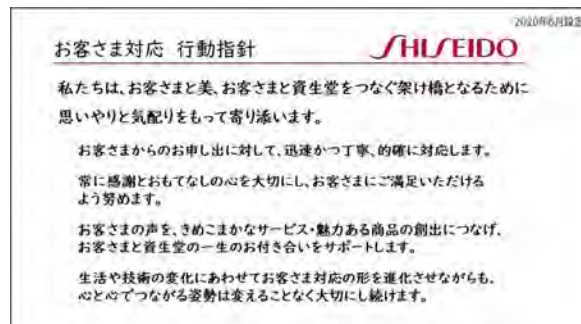 2020年6月設定
お客さま対応 行動指針
SHISEIDO
私たちは、お客さまと美、お客さまと資生堂をつなぐ架け橋となるために
思いやりと気配りをもって寄り添います。
お客さまからのお申し出に対して、迅速かつ丁寧、的確に対応します。
常に感謝とおもてなしの心を大切にし、お客さまにご満足いただける
よう努めます。
お客さまの声を、きめこまかなサービス・魅力ある商品の創出につなげ、
お客さまと資生堂の一生のお付き合いをサポートします。
生活や技術の変化にあわせてお客さま対応の形を進化させながらも、
心と心でつながる姿勢は変えることなく大切にし続けます。